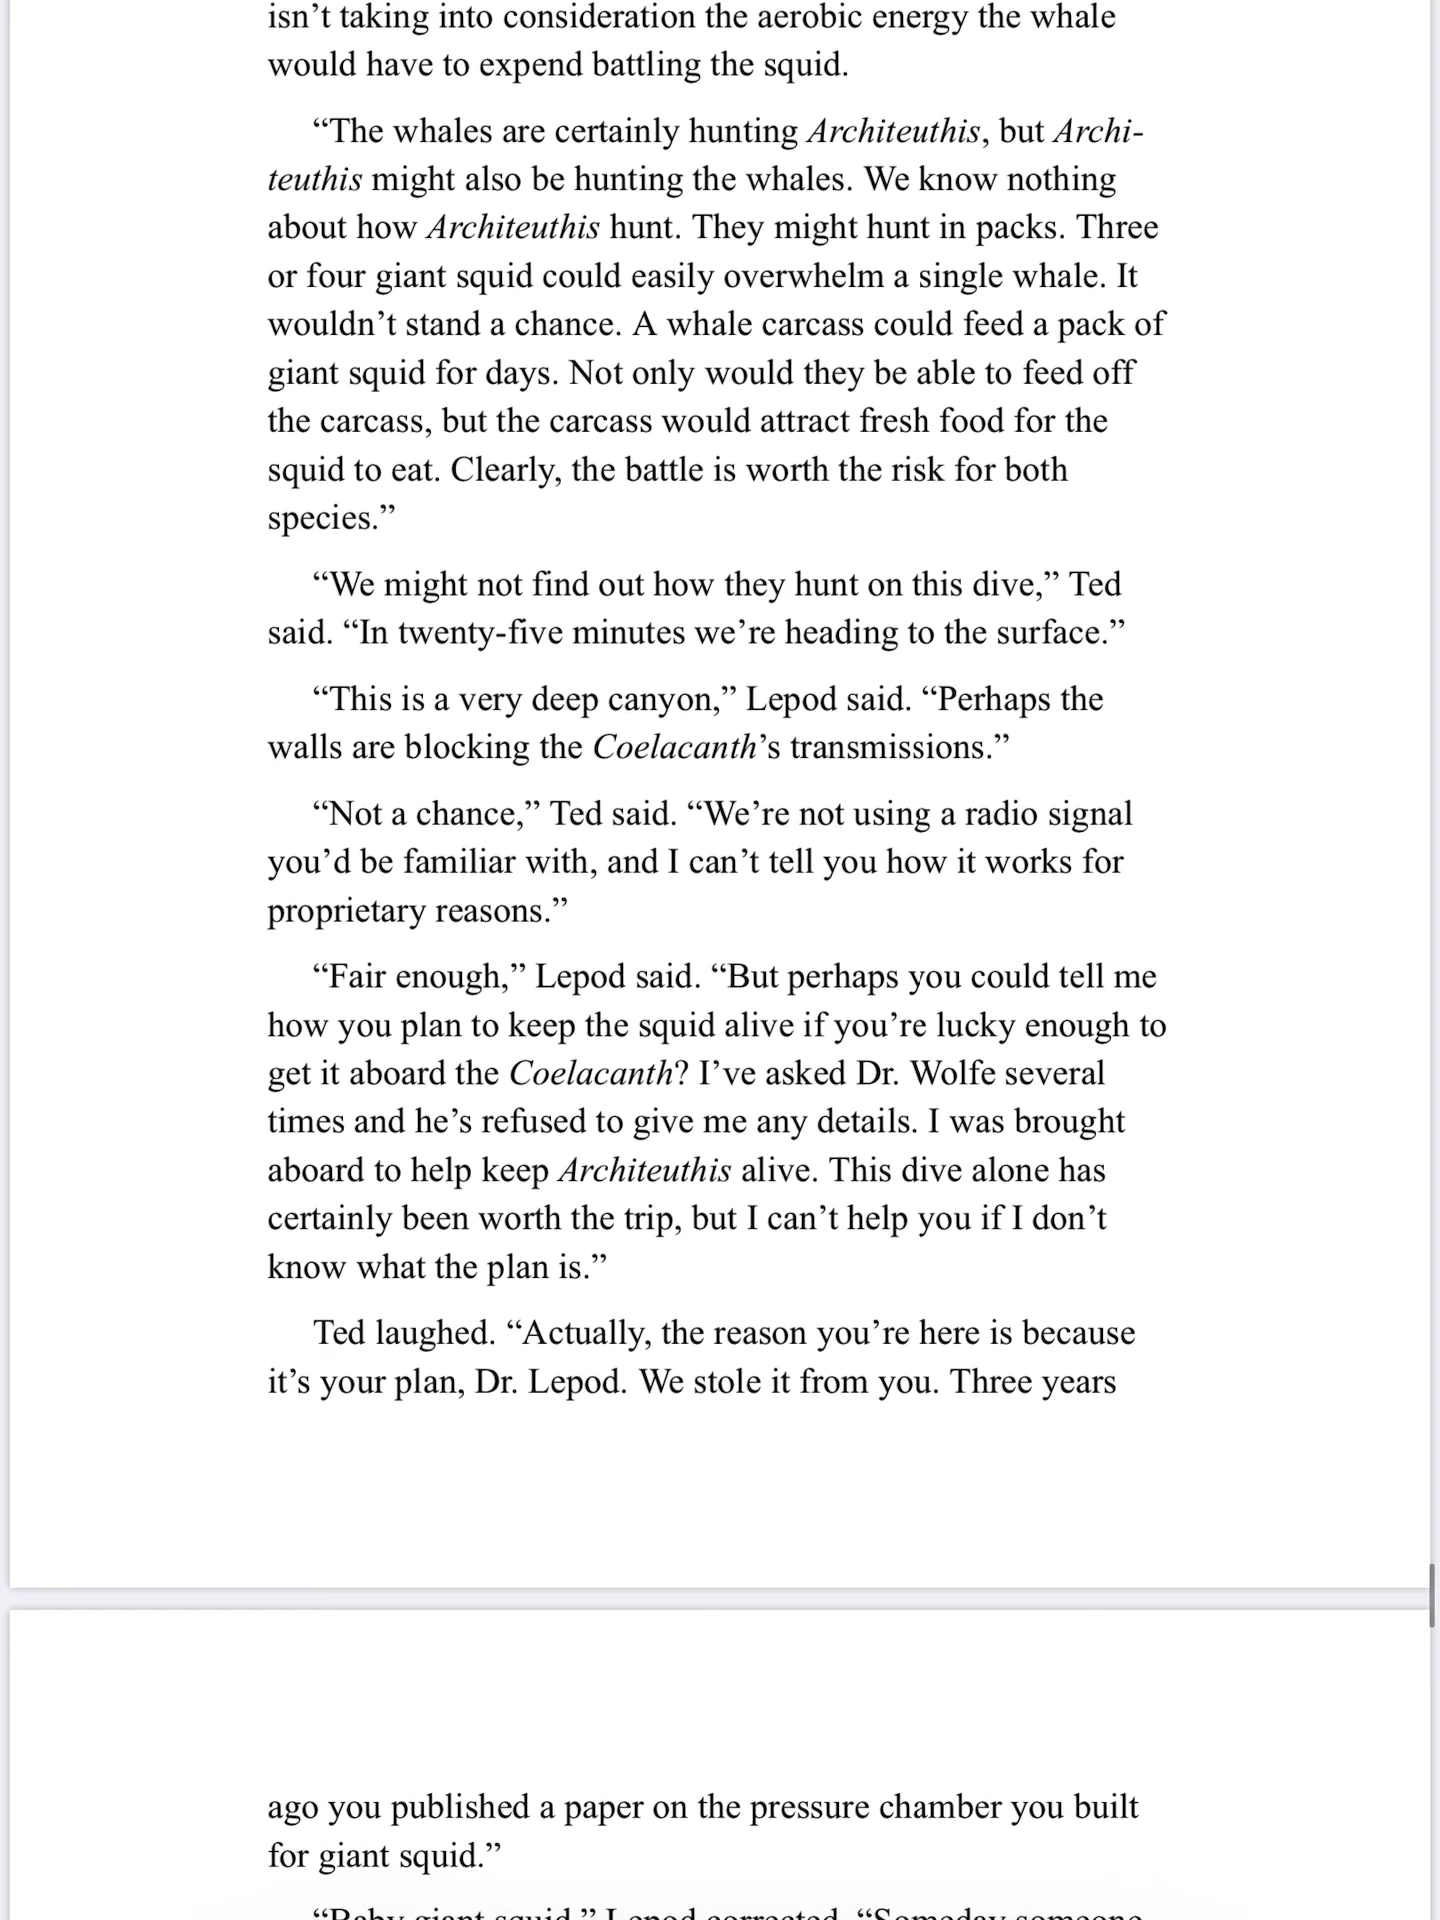 isn’t taking into consideration the aerobic energy the whale
would have to expend battling the squid.
“The whales are certainly hunting Architeuthis, but Archi-
teuthis might also be hunting the whales. We know nothing
about how Architeuthis hunt. They might hunt in packs. Three
or four giant squid could easily overwhelm a single whale. It
wouldn’t stand a chance. A whale carcass could feed a pack of
giant squid for days. Not only would they be able to feed off
the carcass, but the carcass would attract fresh food for the
squid to eat. Clearly, the battle is worth the risk for both
species.”
“We might not find out how they hunt on this dive,” Ted
said. “In twenty-five minutes we’re heading to the surface.”
“This is a very deep canyon,” Lepod said. “Perhaps the
walls are blocking the Coelacanth’s transmissions.”
“Not a chance,” Ted said. “We’re not using a radio signal
you’d be familiar with, and I can’t tell you how it works for
proprietary reasons.”
“Fair enough,” Lepod said. “But perhaps you could tell me
how you plan to keep the squid alive if you’re lucky enough to
get it aboard the Coelacanth? I’ve asked Dr. Wolfe several
times and he’s refused to give me any details. I was brought
aboard to help keep Architeuthis alive. This dive alone has
certainly been worth the trip, but I can’t help you if I don’t
know what the plan is.”
Ted laughed. “Actually, the reason you’re here is because
it’s your plan, Dr. Lepod. We stole it from you. Three years
ago you published a paper on the pressure chamber you built
for giant squid.”
“Baby giant squid,” Lepod corrected. “Someday someone